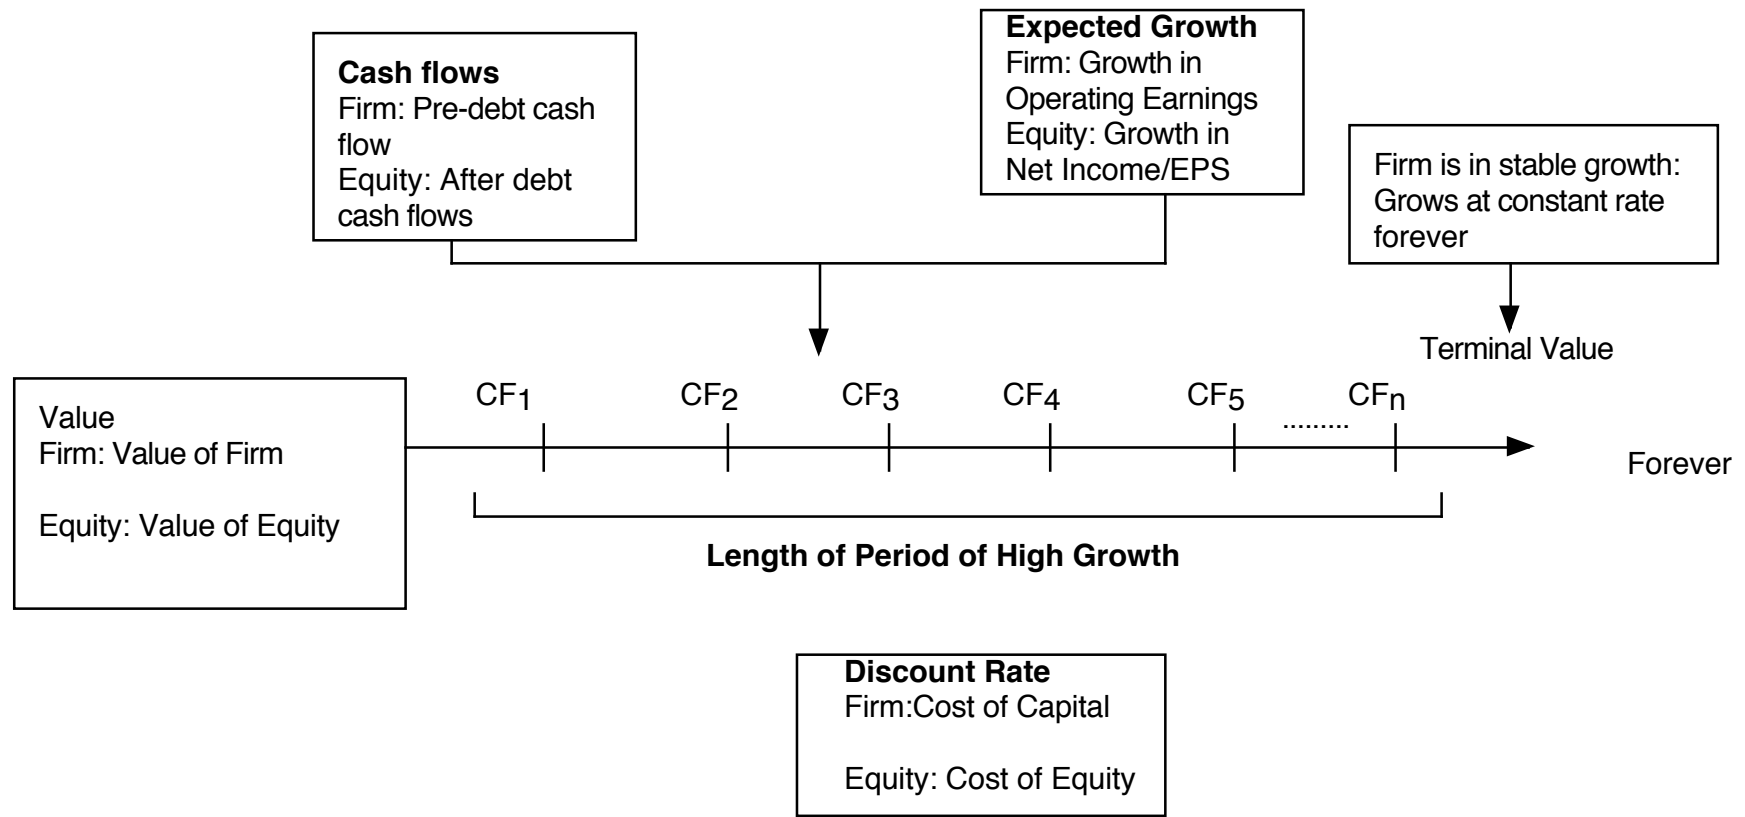 Cash flows
Firm: Pre-debt cash
flow
Equity: After debt
cash flows
Expected Growth
Firm: Growth in
Operating Earnings
Equity: Growth in
Net Income/EPS
Firm is in stable growth:
Grows at constant rate
forever
Terminal Value
CF1 CF2 CF3 CF4 CF5 ......... CFn
Value
Firm: Value of Firm
Equity: Value of Equity
Forever
Length of Period of High Growth
Discount Rate
Firm:Cost of Capital
Equity: Cost of Equity